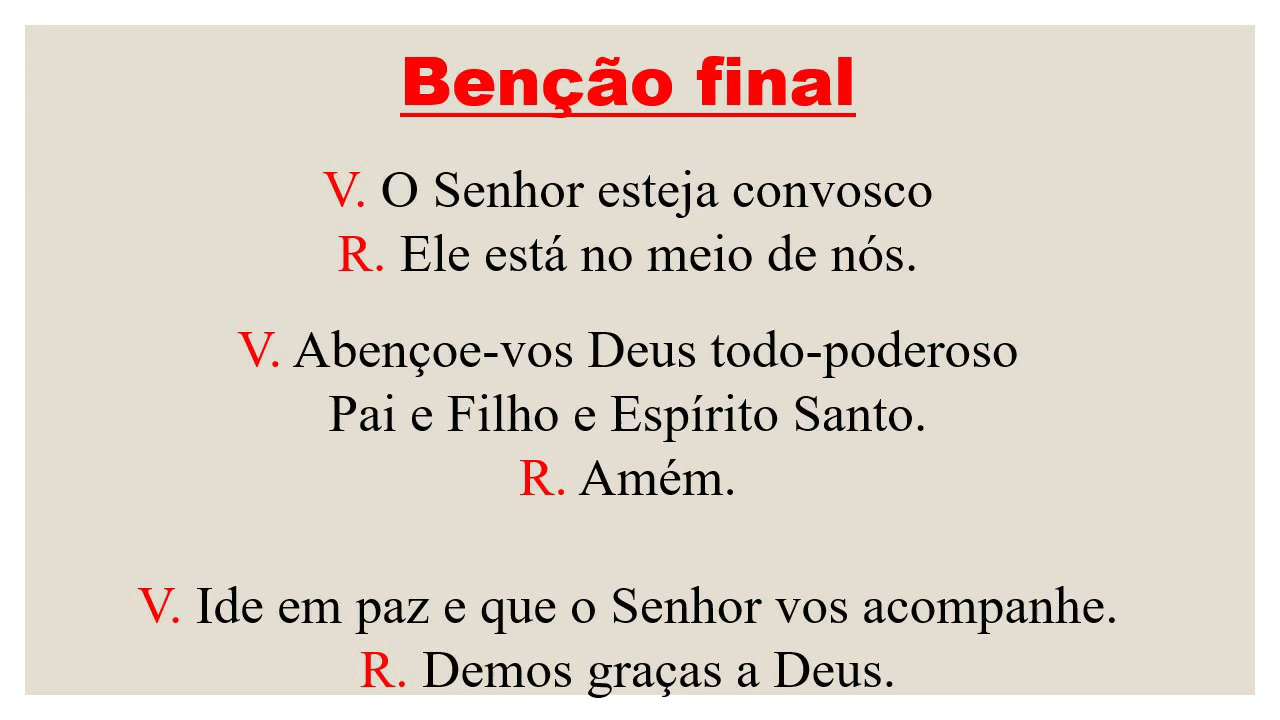 Benção final
V. O Senhor esteja convosco
R. Ele está no meio de nós.
V. Abençoe-vos Deus todo-poderoso
Pai e Filho e Espírito Santo.
R. Amém.
V. Ide em paz e que o Senhor vos acompanhe.
R. Demos graças a Deus.